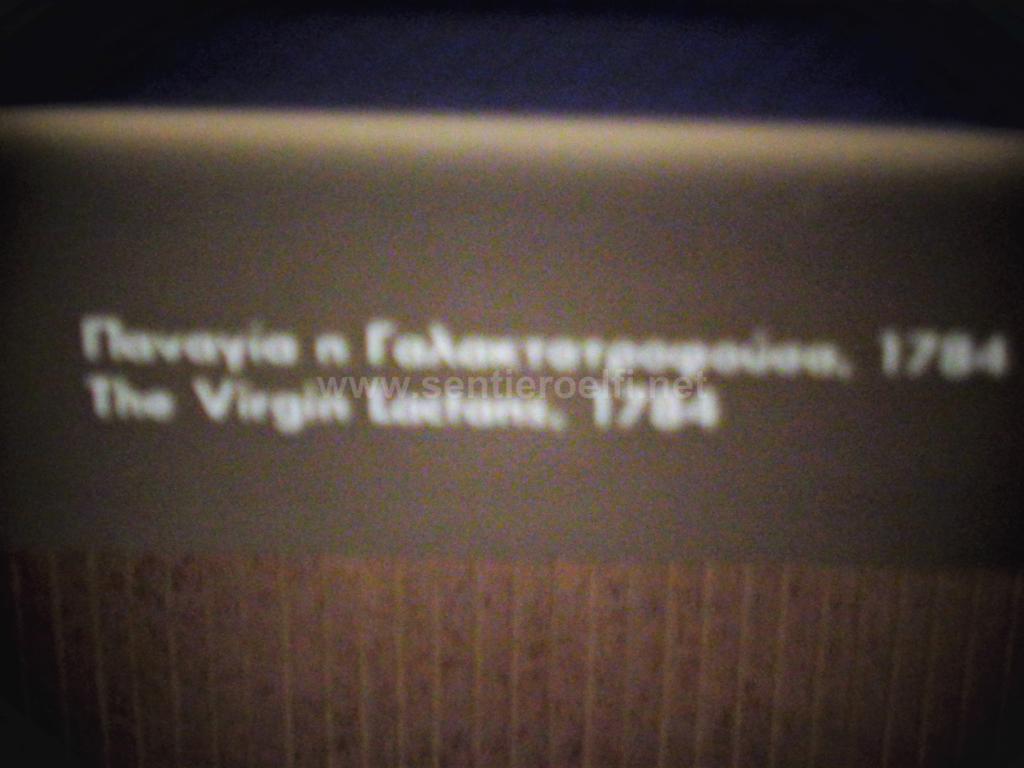 Παναγία η Γαλακτοτροφούσα, 1784
The Virgin Lactans, 1784
www.sentieroelfi.net